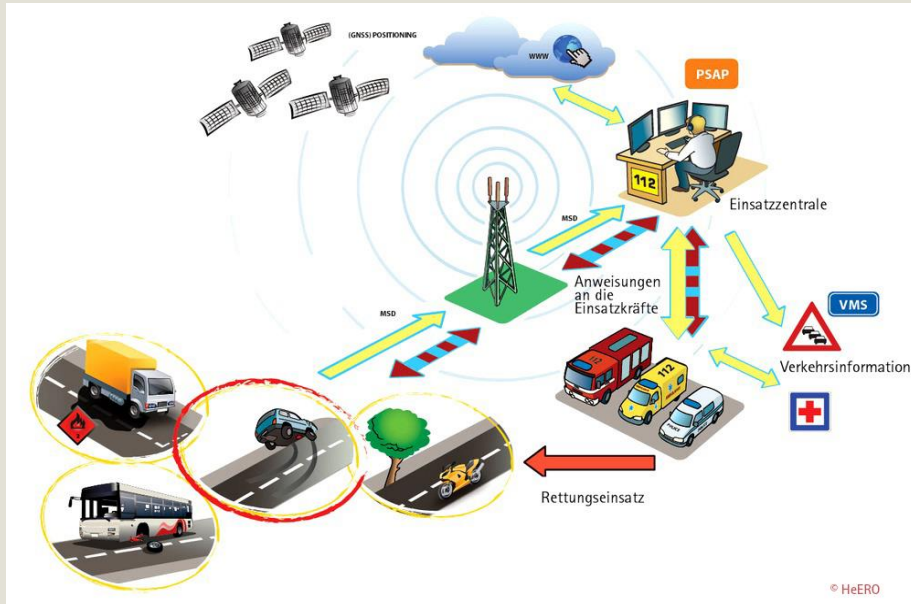 (GNSS) POSITIONING
WWW
PSAP
112
Einsatzzentrale
MSD
Anweisungen
an die
Einsatzkräfte
MSD
VMS
Verkehrsinformation
112
112
POLICE
Rettungseinsatz
© HeERO